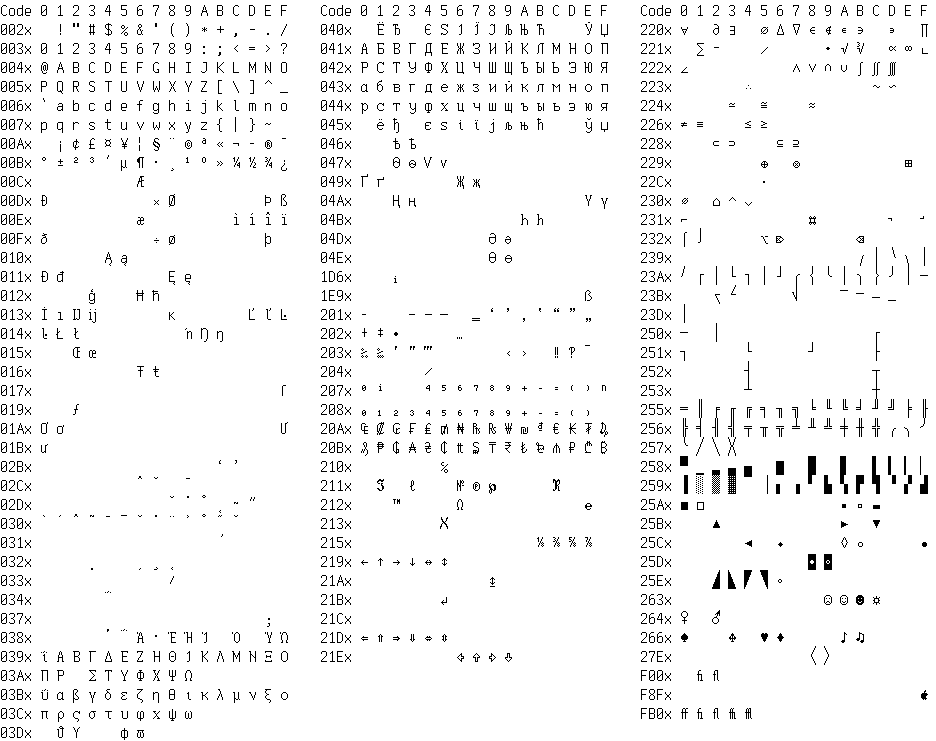 Code 0 1 2 3 4 5 6 7 8 9 A B C D E F
002x ! " # $ % & ' ( ) * + , - . /
003x 0 1 2 3 4 5 6 7 8 9 : ; < = > ?
004x @ A B C D E F G H I J K L M N O
005x P Q R S T U V W X Y Z [ \ ] ^ _
006x ` a b c d e f g h i j k l m n o
007x p q r s t u v w x y z { | } ~
00Ax ¡ ¢ £ ¤ ¥ ¦ § ¨ © ª « ¬ - ® ¯
00Bx ° ± ² ³ ´ µ ¶ · ¸ ¹ º » ¼ ½ ¾ ¿
00Cx Æ
00Dx Ð × Ø Þ ß
00Ex æ ì í î ï
00Fx ð ÷ ø þ
010x Ą ą
011x Đ đ Ę ę
012x ģ Ħ ħ
013x İ ı Ĳ ĳ ĸ Ľ ľ Ŀ
014x ŀ Ł ł ŉ Ŋ ŋ
015x Œ œ
016x Ŧ ŧ
017x ſ
019x ƒ
01Ax Ơ ơ Ư
01Bx ư
02Bx ʻ ʼ
02Cx ˆ ˇ ˉ
02Dx ˘ ˙ ˚ ˛ ˜ ˝
030x
031x
032x
033x
034x
037x ;
038x ΄ ΅ Ά · Έ Ή Ί Ό Ύ Ώ
039x ΐ Α Β Γ Δ Ε Ζ Η Θ Ι Κ Λ Μ Ν Ξ Ο
03Ax Π Ρ Σ Τ Υ Φ Χ Ψ Ω
03Bx ΰ α β γ δ ε ζ η θ ι κ λ μ ν ξ ο
03Cx π ρ ς σ τ υ φ χ ψ ω
03Dx ϑ ϒ ϕ ϖ
Code 0 1 2 3 4 5 6 7 8 9 A B C D E F
040x Ё Ђ Є Ѕ І Ї Ј Љ Њ Ћ Ў Џ
041x А Б В Г Д Е Ж З И Й К Л М Н О П
042x Р С Т У Ф Х Ц Ч Ш Щ Ъ Ы Ь Э Ю Я
043x а б в г д е ж з и й к л м н о п
044x р с т у ф х ц ч ш щ ъ ы ь э ю я
045x ё ђ є ѕ і ї ј љ њ ћ ў џ
046x Ѣ ѣ
047x Ѳ ѳ Ѵ ѵ
049x Ґ ґ Җ җ
04Ax Ң ң Ү ү
04Bx Һ һ
04Dx Ә ә
04Ex Ө ө
1D6x ᵢ
1E9x ẞ
201x ‐ ‒ – — ‗ ‘ ’ ‚ ‛ “ ” „
202x † ‡ • …
203x ‰ ‱ ′ ″ ‴ ‹ › ‼ ‽ ‾
204x ⁄
207x ⁰ ⁱ ⁴ ⁵ ⁶ ⁷ ⁸ ⁹ ⁺ ⁻ ⁼ ⁽ ⁾ ⁿ
208x ₀ ₁ ₂ ₃ ₄ ₅ ₆ ₇ ₈ ₉ ₊ ₋ ₌ ₍ ₎
20Ax ₠ ₡ ₢ ₣ ₤ ₥ ₦ ₧ ₨ ₩ ₪ ₫ € ₭ ₮ ₯
20Bx ₰ ₱ ₲ ₳ ₴ ₵ ₶ ₷ ₸ ₹ ₺ ₻ ₼ ₽ ₾ ₿
210x ℅
211x ℑ ℓ № ℗ ℘ ℜ
212x ™ Ω ℮
213x ℵ
215x ⅛ ⅜ ⅝ ⅞
219x ← ↑ → ↓ ↔ ↕
21Ax ↨
21Bx ↵
21Cx
21Dx ⇐ ⇑ ⇒ ⇓ ⇔ ⇕
21Ex ⇦ ⇧ ⇨ ⇩
Code 0 1 2 3 4 5 6 7 8 9 A B C D E F
220x ∀ ∂ ∃ ∅ ∆ ∇ ∈ ∉ ∊ ∋ ∍ ∏
221x ∑ − ∕ ∙ √ ∛ ∝ ∞ ∟
222x ∠ ∧ ∨ ∩ ∪ ∫ ∬ ∭
223x ∴ ∼ ∽
224x ≃ ≅ ≈
226x ≠ ≡ ≤ ≥
228x ⊂ ⊃ ⊆ ⊇
229x ⊕ ⊙ ⊞
22Cx ⋅
230x ⌀ ⌂ ⌃ ⌄
231x ⌐ ⌘ ⌝ ⌟
232x ⌠ ⌡ ⌥ ⌦ ⌫
239x ⎛ ⎜ ⎝ ⎞ ⎟
23Ax ⎠ ⎡ ⎢ ⎣ ⎤ ⎥ ⎦ ⎧ ⎨ ⎩ ⎪ ⎫ ⎬ ⎭ ⎮ ⎯
23Bx ⎲ ⎳ ⎷ ⎺ ⎻ ⎼ ⎽
23Dx ⏐
250x ─ │ ┌
251x ┐ └ ┘ ├
252x ┤ ┬
253x ┴ ┼
255x ═ ║ ╒ ╓ ╔ ╕ ╖ ╗ ╘ ╙ ╚ ╛ ╜ ╝ ╞ ╟
256x ╠ ╡ ╢ ╣ ╤ ╥ ╦ ╧ ╨ ╩ ╪ ╫ ╬ ╭ ╮ ╯
257x ╰ ╱ ╲ ╳
258x ▀ ▁ ▂ ▃ ▄ ▅ ▆ ▇ █ ▉ ▊ ▋ ▌ ▍ ▎ ▏
259x ▐ ░ ▒ ▓ ▔ ▕ ▖ ▗ ▘ ▙ ▚ ▛ ▜ ▝ ▞ ▟
25Ax ■ □ ▪ ▫ ▬
25Bx ▲ ► ▼
25Cx ◄ ◆ ◊ ○ ●
25Dx ◘ ◙
25Ex ◢ ◣ ◤ ◥ ◦
263x ☹ ☺ ☻ ☼
264x ♀ ♂
266x ♠ ♣ ♥ ♦ ♪ ♫
27Ex ⟨ ⟩
F00x ﬁ ﬂ
F8Fx 
FB0x ﬀ ﬁ ﬂ ﬃ ﬄ